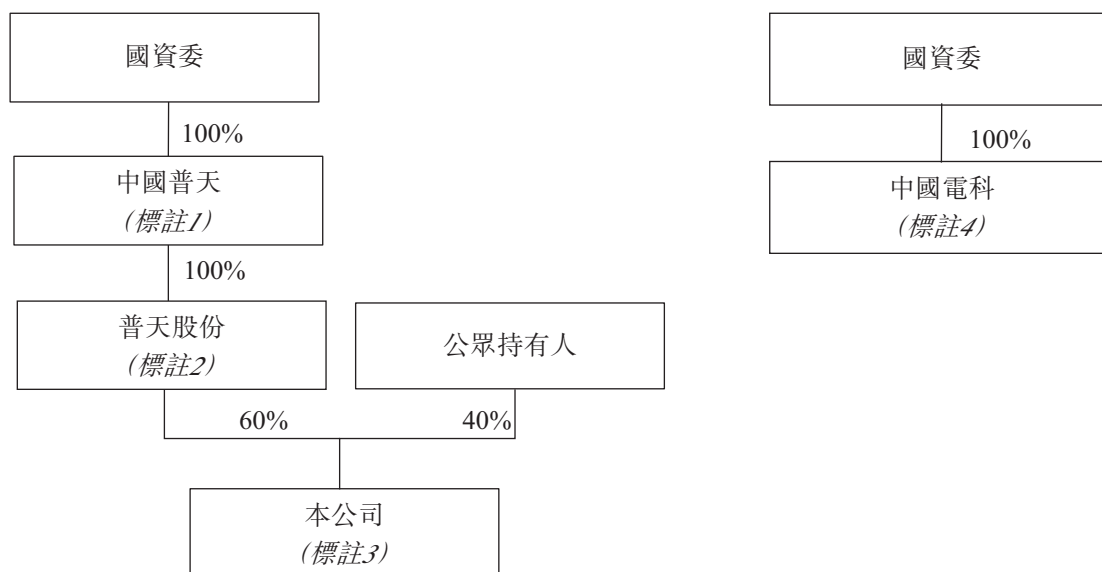 國資委
國資委
100%
100%
中國普天
(標註1)
中國電科
(標註4)
100%
普天股份
(標註2)
公眾持有人
60%
40%
本公司
(標註3)